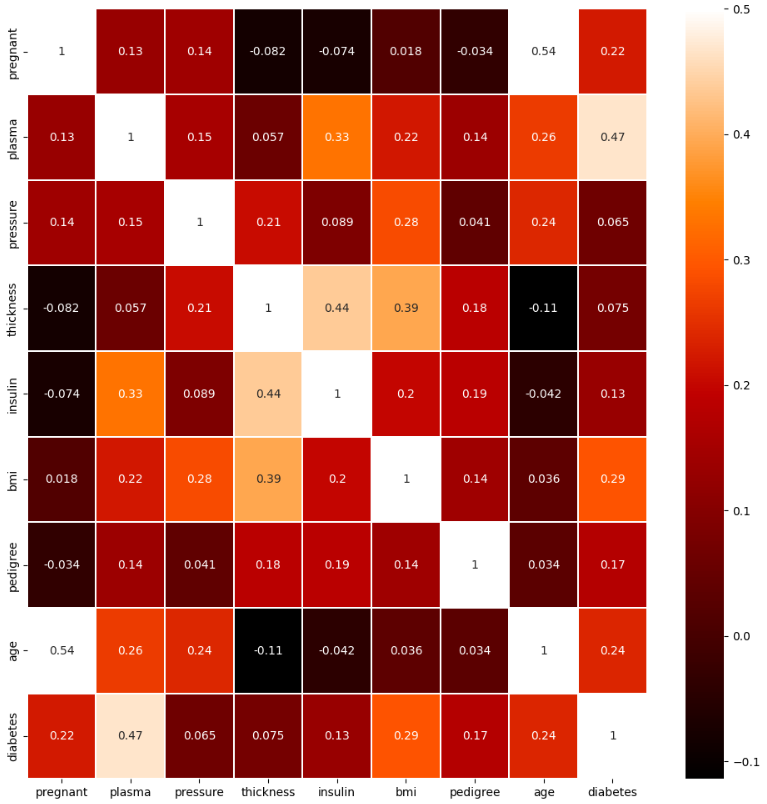 pregnant 1 0.13 0.14 -0.082 -0.074 0.018 -0.034 0.54 0.22
plasma 0.13 1 0.15 0.057 0.33 0.22 0.14 0.26 0.47
pressure 0.14 0.15 1 0.21 0.089 0.28 0.041 0.24 0.065
thickness -0.082 0.057 0.21 1 0.44 0.39 0.18 -0.11 0.075
insulin -0.074 0.33 0.089 0.44 1 0.2 0.19 -0.042 0.13
bmi 0.018 0.22 0.28 0.39 0.2 1 0.14 0.036 0.29
pedigree -0.034 0.14 0.041 0.18 0.19 0.14 1 0.034 0.17
age 0.54 0.26 0.24 -0.11 -0.042 0.036 0.034 1 0.24
diabetes 0.22 0.47 0.065 0.075 0.13 0.29 0.17 0.24 1
pregnant plasma pressure thickness insulin bmi pedigree age diabetes
0.5
0.4
0.3
0.2
0.1
0.0
−0.1